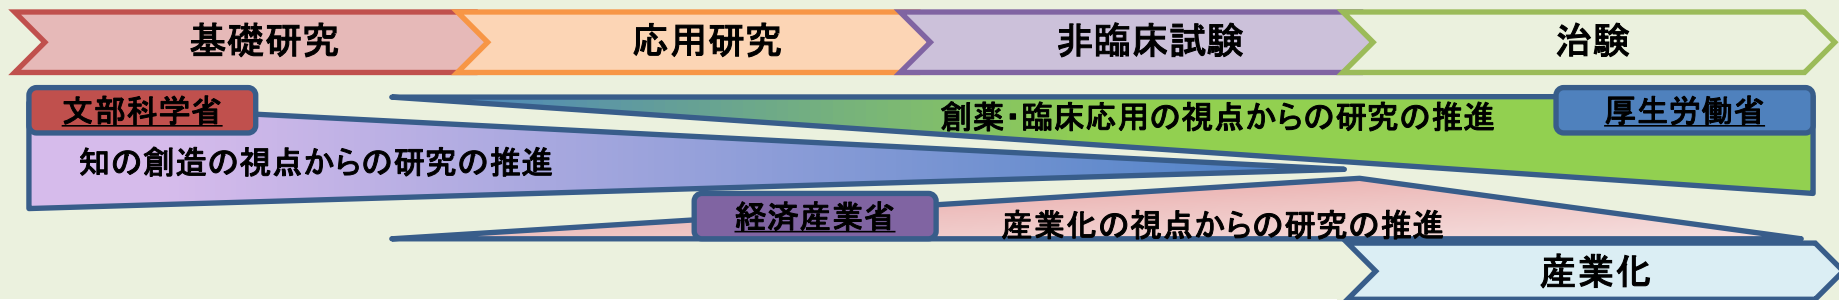 基礎研究
応用研究
非臨床試験
治験
文部科学省
創薬・臨床応用の視点からの研究の推進
厚生労働省
知の創造の視点からの研究の推進
経済産業省
産業化の視点からの研究の推進
産業化